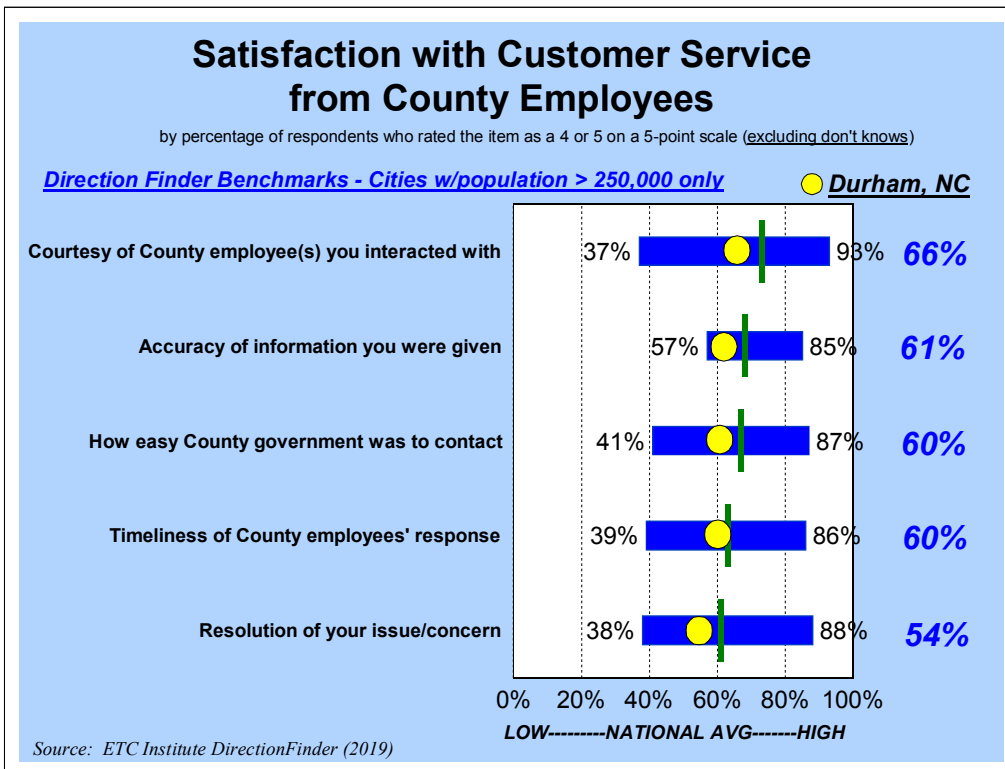 Satisfaction with Customer Service
from County Employees
by percentage of respondents who rated the item as a 4 or 5 on a 5-point scale (excluding don't knows)
Direction Finder Benchmarks - Cities w/population > 250,000 only
Durham, NC
Courtesy of County employee(s) you interacted with 37% 93% 66%
Accuracy of information you were given 57% 85% 61%
How easy County government was to contact 41% 87% 60%
Timeliness of County employees' response 39% 86% 60%
Resolution of your issue/concern 38% 88% 54%
0% 20% 40% 60% 80% 100%
LOW---------NATIONAL AVG-------HIGH
Source: ETC Institute DirectionFinder (2019)